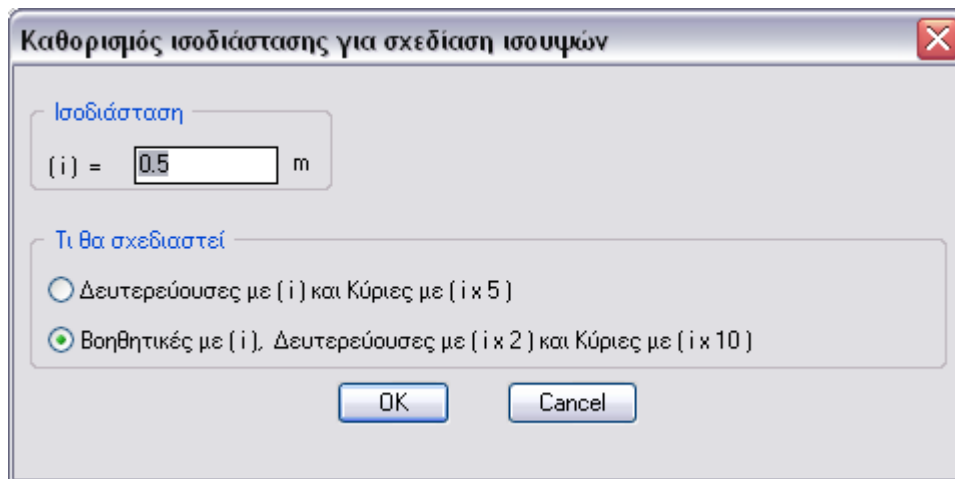 Καθορισμός ισοδιάστασης για σχεδίαση ισουψών
Ισοδιάσταση
( i ) = 0.5 m
Τι θα σχεδιαστεί
Δευτερεύουσες με ( i ) και Κύριες με ( i x 5 )
Βοηθητικές με ( i ), Δευτερεύουσες με ( i x 2 ) και Κύριες με ( i x 10 )
OK Cancel